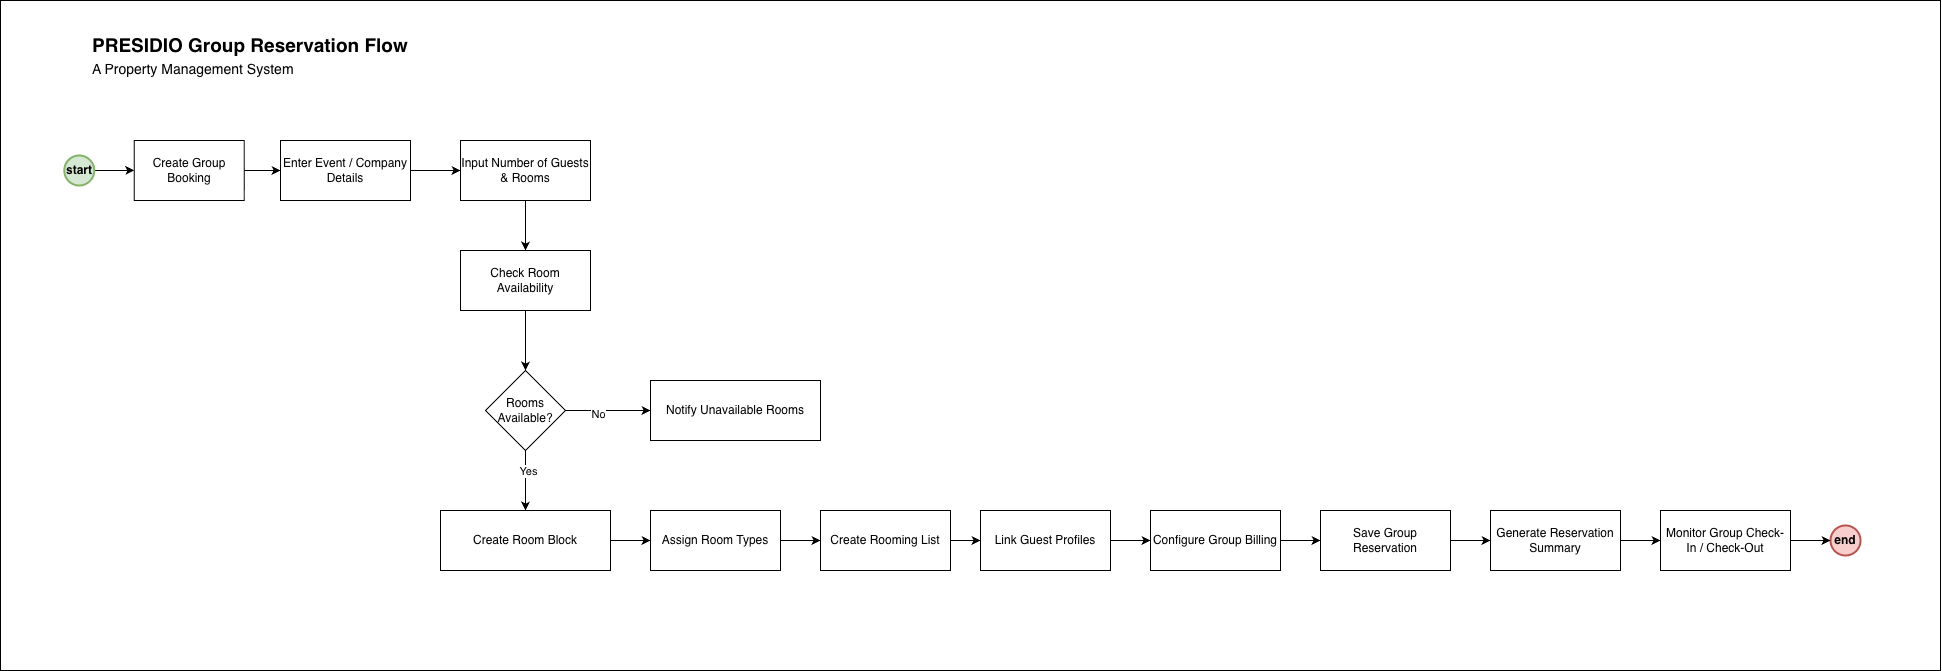 PRESIDIO Group Reservation Flow
A Property Management System
start
Create Group
Booking
Enter Event / Company
Details
Input Number of Guests
& Rooms
Check Room
Availability
Rooms
Available?
No
Notify Unavailable Rooms
Yes
Create Room Block
Assign Room Types
Create Rooming List
Link Guest Profiles
Configure Group Billing
Save Group
Reservation
Generate Reservation
Summary
Monitor Group Check-
In / Check-Out
end